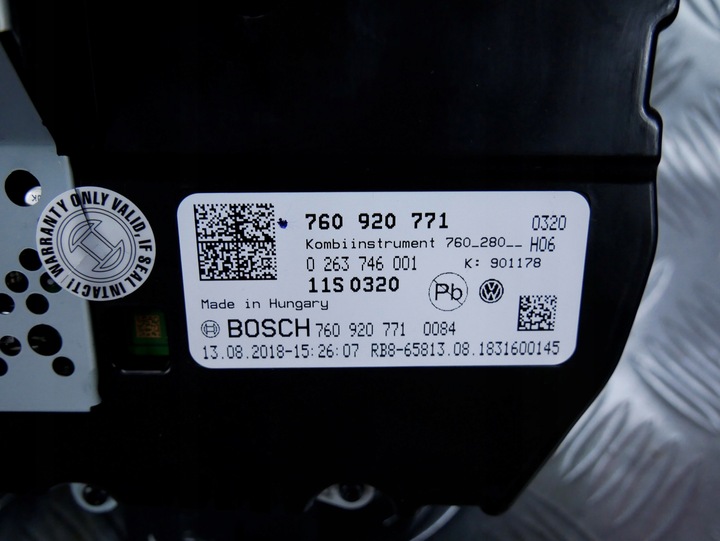 WARRANTY ONLY VALID, IF SEAL INTACT!
760 920 771 0320
Kombiinstrument 760_280__ H06
0 263 746 001 K: 901178
11S 0320 Pb
Made in Hungary
BOSCH 760 920 771 0084
13.08.2018-15:26:07 RB8-65813.08.1831600145